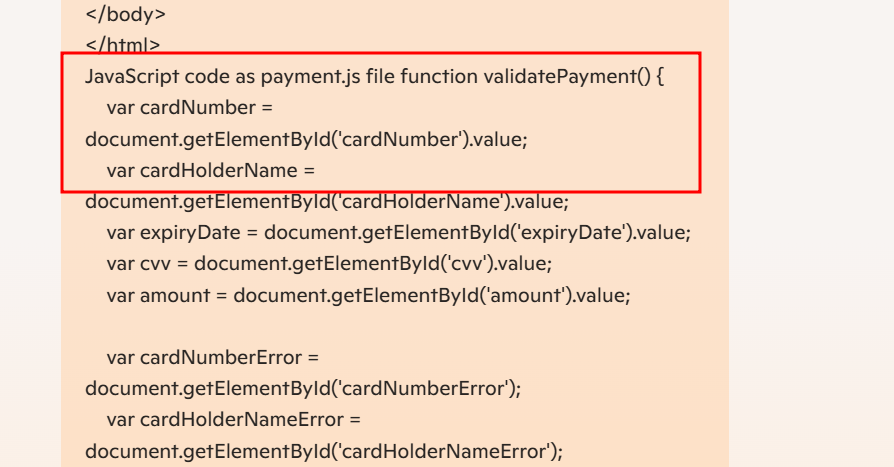 </body>
</html>
JavaScript code as payment.js file function validatePayment() {
    var cardNumber =
document.getElementById('cardNumber').value;
    var cardHolderName =
document.getElementById('cardHolderName').value;
    var expiryDate = document.getElementById('expiryDate').value;
    var cvv = document.getElementById('cvv').value;
    var amount = document.getElementById('amount').value;

    var cardNumberError =
document.getElementById('cardNumberError');
    var cardHolderNameError =
document.getElementById('cardHolderNameError');